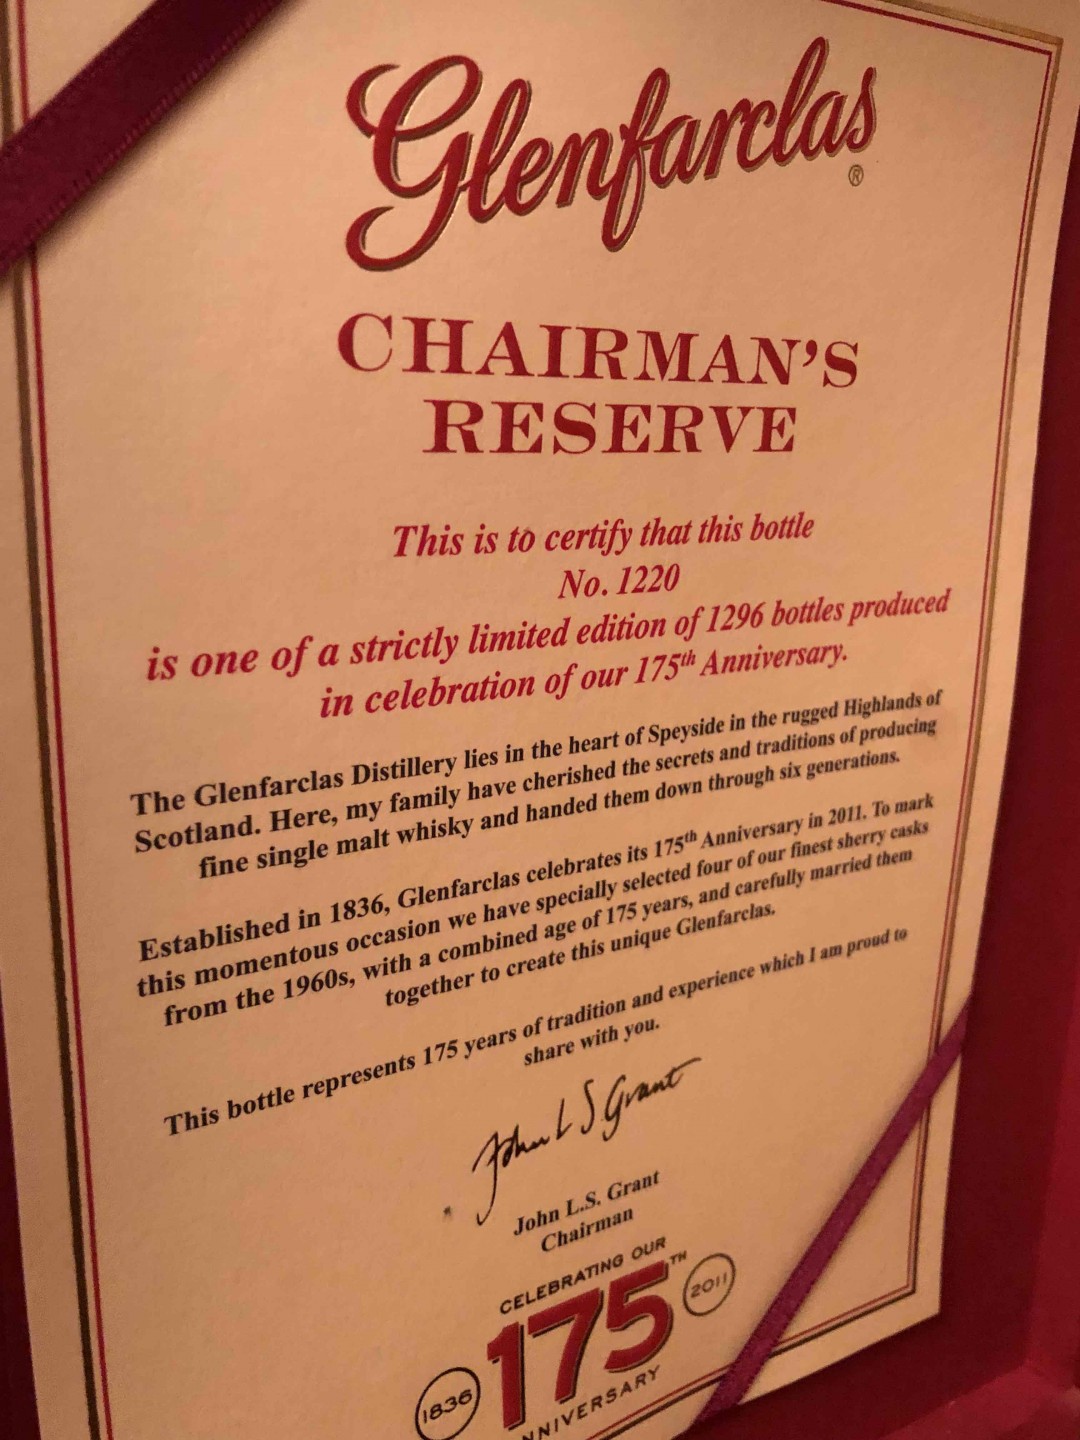 Glenfarclas
®
CHAIRMAN'S
RESERVE
This is to certify that this bottle
No. 1220
is one of a strictly limited edition of 1296 bottles produced
in celebration of our 175th Anniversary.
The Glenfarclas Distillery lies in the heart of Speyside in the rugged Highlands of
Scotland. Here, my family have cherished the secrets and traditions of producing
fine single malt whisky and handed them down through six generations.
Established in 1836, Glenfarclas celebrates its 175th Anniversary in 2011. To mark
this momentous occasion we have specially selected four of our finest sherry casks
from the 1960s, with a combined age of 175 years, and carefully married them
together to create this unique Glenfarclas.
This bottle represents 175 years of tradition and experience which I am proud to
share with you.
John L S Grant
John L.S. Grant
Chairman
CELEBRATING OUR
175TH
2011
1836
NNIVERSARY